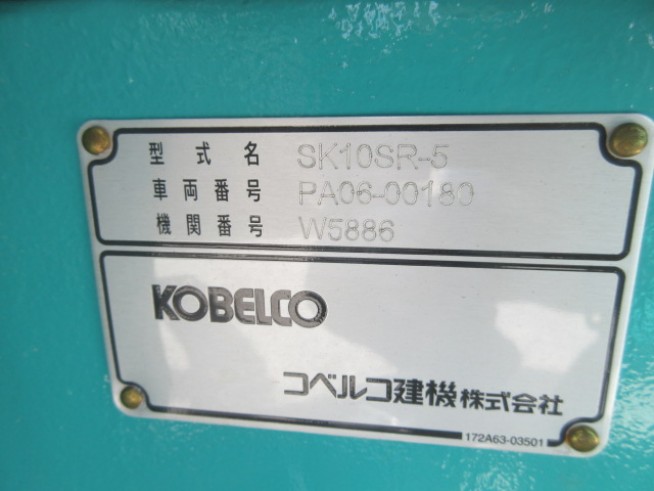 型式名 SK10SR-5
車両番号 PA06-00180
機関番号 W5886
KOBELCO
コベルコ建機株式会社
172A63-03501